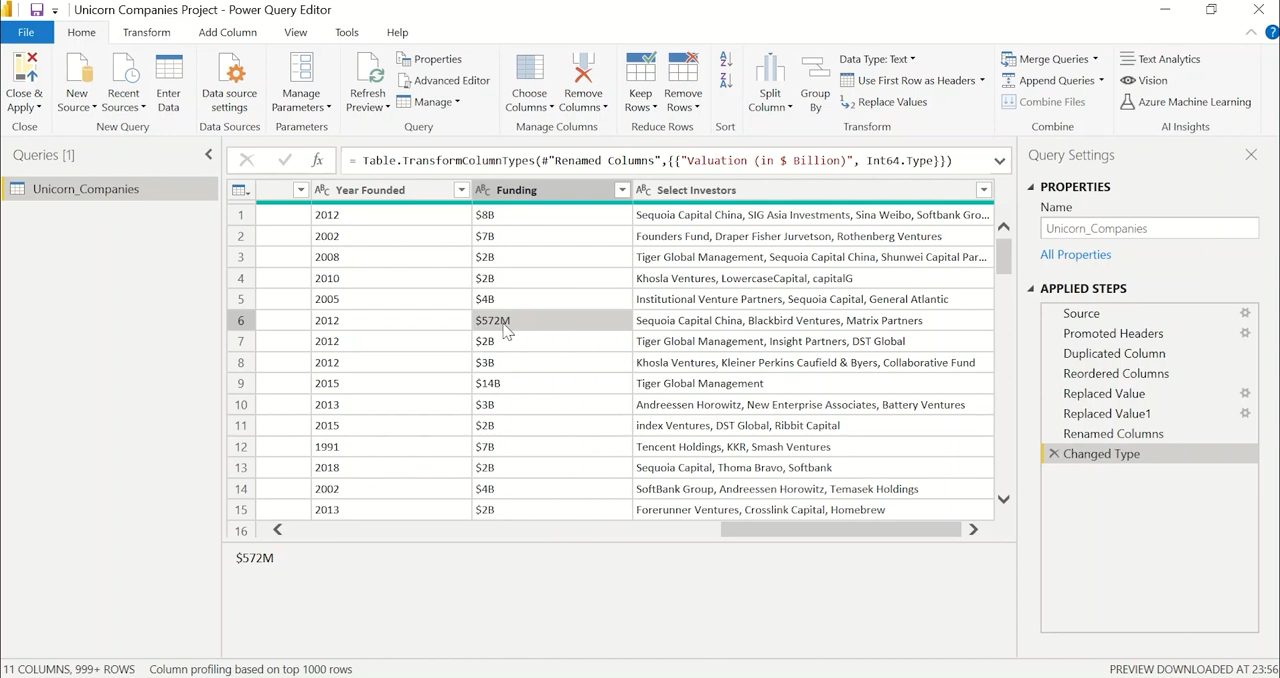 Unicorn Companies Project - Power Query Editor
File Home Transform Add Column View Tools Help
Close & Apply
New Source
Recent Sources
Enter Data
Data source settings
Manage Parameters
Refresh Preview
Properties
Advanced Editor
Manage
Choose Columns
Remove Columns
Keep Rows
Remove Rows
Split Column
Group By
Data Type: Text
Use First Row as Headers
Replace Values
Merge Queries
Append Queries
Combine Files
Text Analytics
Vision
Azure Machine Learning
Close New Query Data Sources Parameters Query Manage Columns Reduce Rows Sort Transform Combine AI Insights
Queries [1]
Unicorn_Companies
fx = Table.TransformColumnTypes(#"Renamed Columns",{{"Valuation (in $ Billion)", Int64.Type}})
ABC Year Founded ABC Funding ABC Select Investors
1 2012 $8B Sequoia Capital China, SIG Asia Investments, Sina Weibo, Softbank Gro...
2 2002 $7B Founders Fund, Draper Fisher Jurvetson, Rothenberg Ventures
3 2008 $2B Tiger Global Management, Sequoia Capital China, Shunwei Capital Par...
4 2010 $2B Khosla Ventures, LowercaseCapital, capitalG
5 2005 $4B Institutional Venture Partners, Sequoia Capital, General Atlantic
6 2012 $572M Sequoia Capital China, Blackbird Ventures, Matrix Partners
7 2012 $2B Tiger Global Management, Insight Partners, DST Global
8 2012 $3B Khosla Ventures, Kleiner Perkins Caufield & Byers, Collaborative Fund
9 2015 $14B Tiger Global Management
10 2013 $3B Andreessen Horowitz, New Enterprise Associates, Battery Ventures
11 2015 $2B index Ventures, DST Global, Ribbit Capital
12 1991 $7B Tencent Holdings, KKR, Smash Ventures
13 2018 $2B Sequoia Capital, Thoma Bravo, Softbank
14 2002 $4B SoftBank Group, Andreessen Horowitz, Temasek Holdings
15 2013 $2B Forerunner Ventures, Crosslink Capital, Homebrew
16
$572M
Query Settings
PROPERTIES
Name
Unicorn_Companies
All Properties
APPLIED STEPS
Source
Promoted Headers
Duplicated Column
Reordered Columns
Replaced Value
Replaced Value1
Renamed Columns
Changed Type
11 COLUMNS, 999+ ROWS Column profiling based on top 1000 rows PREVIEW DOWNLOADED AT 23:56